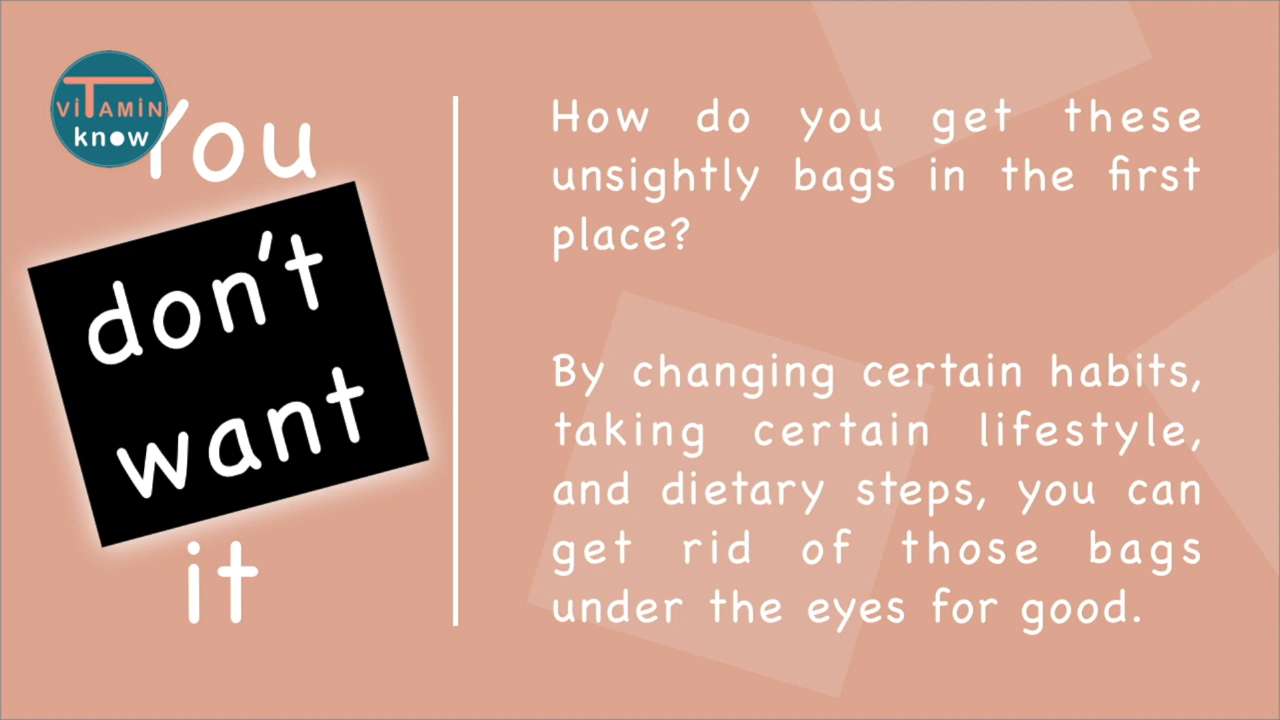 ViTAMiN
know
You
don't
want
it
How do you get these
unsightly bags in the first
place?
By changing certain habits,
taking certain lifestyle,
and dietary steps, you can
get rid of those bags
under the eyes for good.